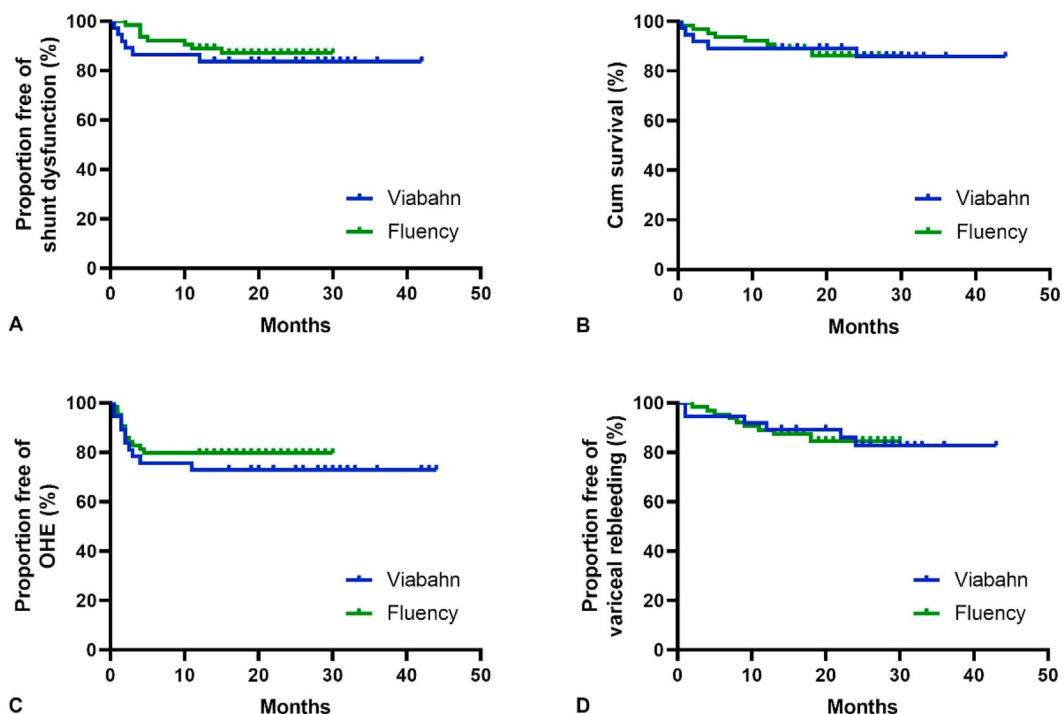 Proportion free of
shunt dysfunction (%)
100
80
60
40
20
0
0 10 20 30 40 50
Months
Viabahn
Fluency
A
Cum survival (%)
100
80
60
40
20
0
0 10 20 30 40 50
Months
Viabahn
Fluency
B
Proportion free of
OHE (%)
100
80
60
40
20
0
0 10 20 30 40 50
Months
Viabahn
Fluency
C
Proportion free of
variceal rebleeding (%)
100
80
60
40
20
0
0 10 20 30 40 50
Months
Viabahn
Fluency
D